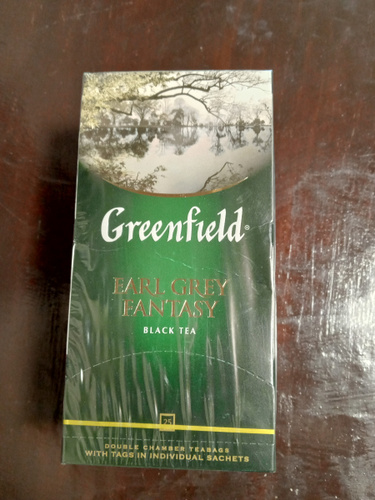 Greenfield®
EARL GREY
FANTASY
BLACK TEA
25
DOUBLE CHAMBER TEABAGS
WITH TAGS IN INDIVIDUAL SACHETS